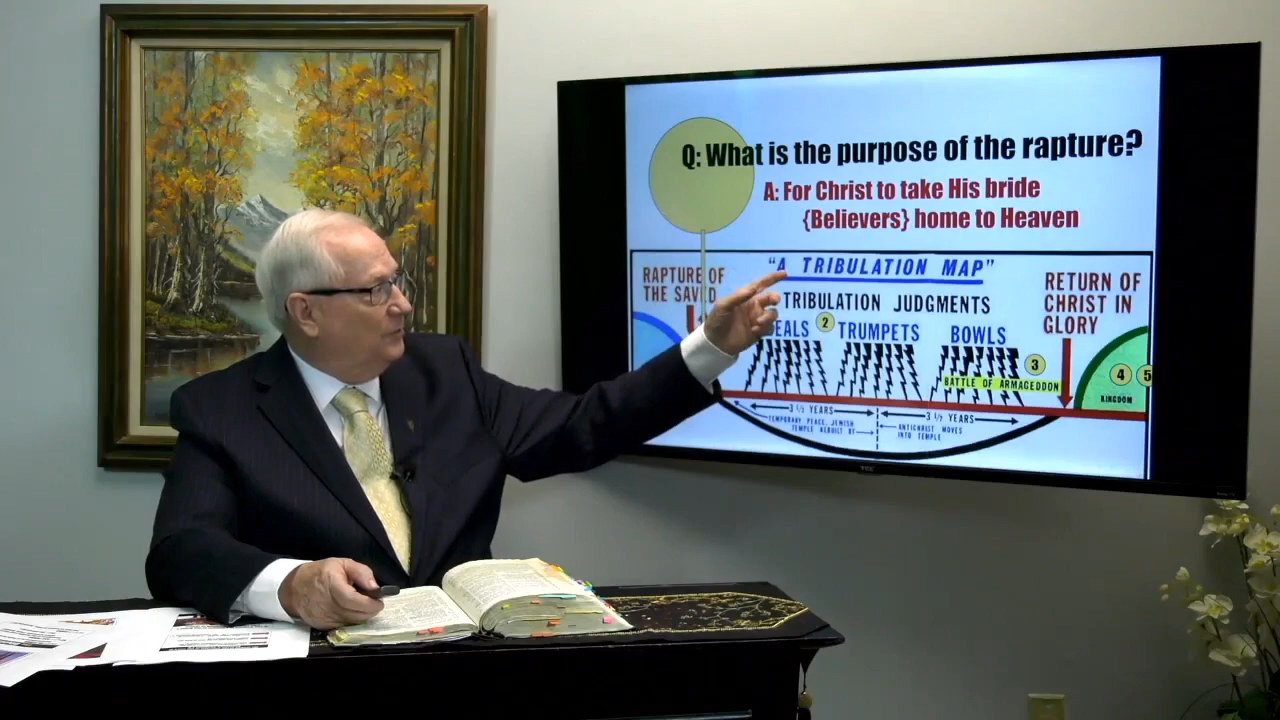 Q: What is the purpose of the rapture?
A: For Christ to take His bride
{Believers} home to Heaven
"A TRIBULATION MAP"
RAPTURE OF
THE SAVED
TRIBULATION JUDGMENTS
2 TRUMPETS BOWLS
RETURN OF
CHRIST IN
GLORY
3
BATTLE OF ARMAGEDDON
4 5
KINGDOM
3 ½ YEARS
3 ½ YEARS
TEMPORARY PEACE, JEWISH
TEMPLE REBUILT BY
ANTICHRIST MOVES
INTO TEMPLE
TCL